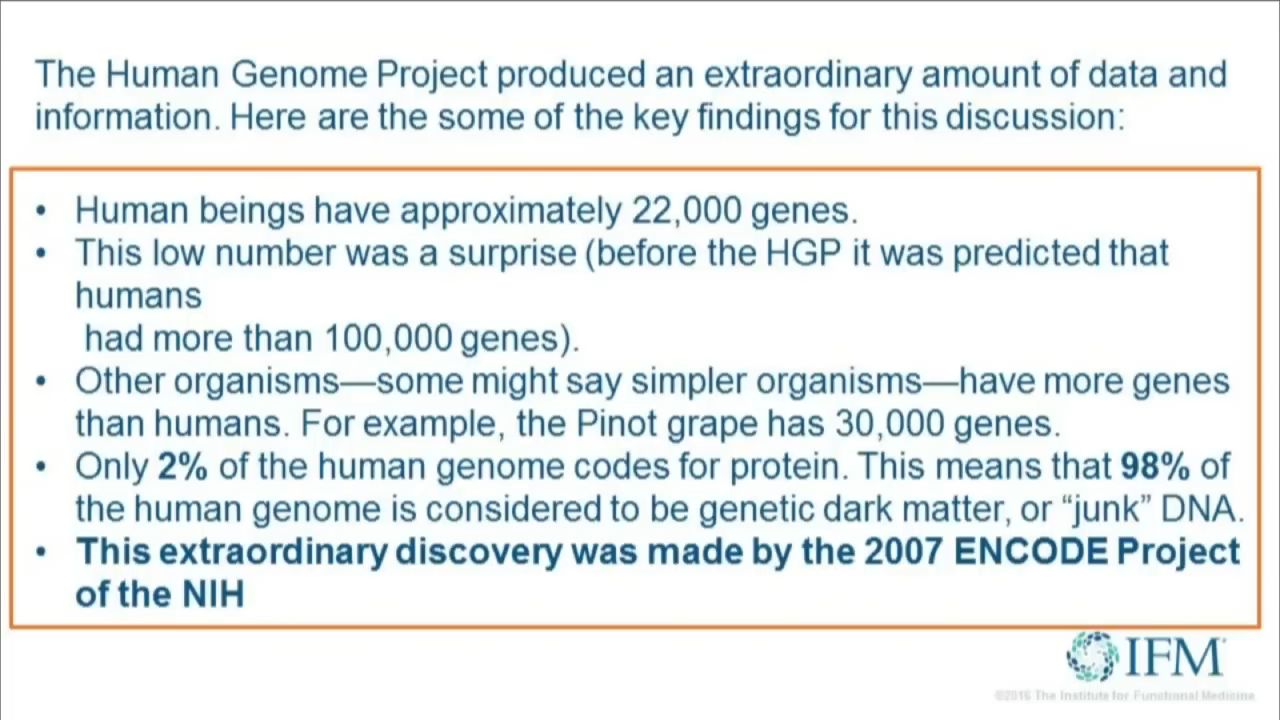 The Human Genome Project produced an extraordinary amount of data and
information. Here are the some of the key findings for this discussion:
• Human beings have approximately 22,000 genes.
• This low number was a surprise (before the HGP it was predicted that
humans
had more than 100,000 genes).
• Other organisms—some might say simpler organisms—have more genes
than humans. For example, the Pinot grape has 30,000 genes.
• Only 2% of the human genome codes for protein. This means that 98% of
the human genome is considered to be genetic dark matter, or “junk” DNA.
• This extraordinary discovery was made by the 2007 ENCODE Project
of the NIH
IFM
©2016 The Institute for Functional Medicine